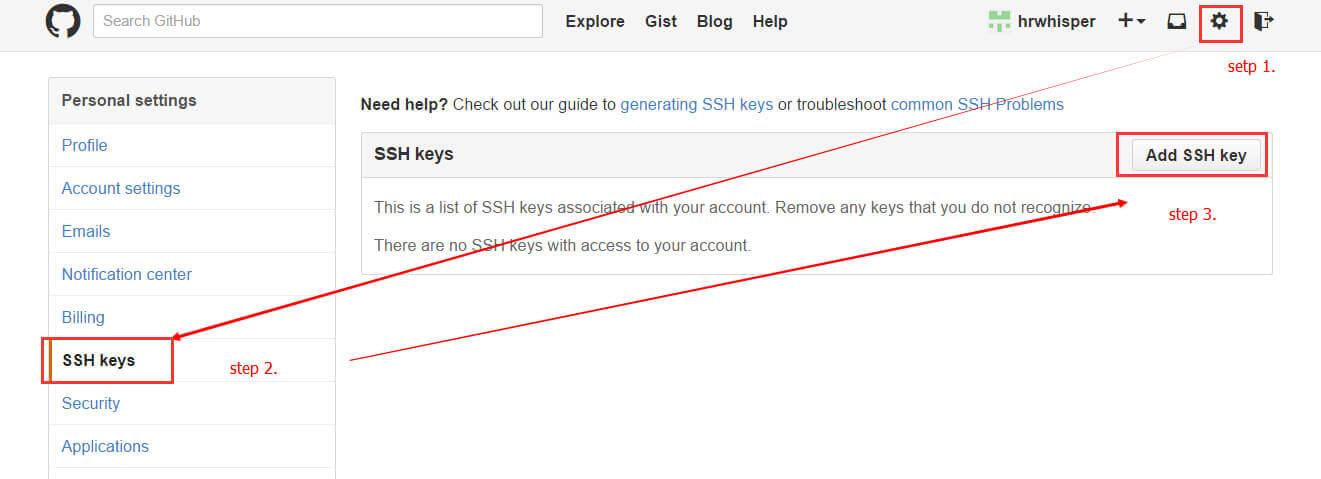 Search GitHub
Explore Gist Blog Help
hrwhisper
setp 1.
Personal settings
Profile
Account settings
Emails
Notification center
Billing
SSH keys
Security
Applications
step 2.
Need help? Check out our guide to generating SSH keys or troubleshoot common SSH Problems
SSH keys
Add SSH key
This is a list of SSH keys associated with your account. Remove any keys that you do not recognize.
There are no SSH keys with access to your account.
step 3.